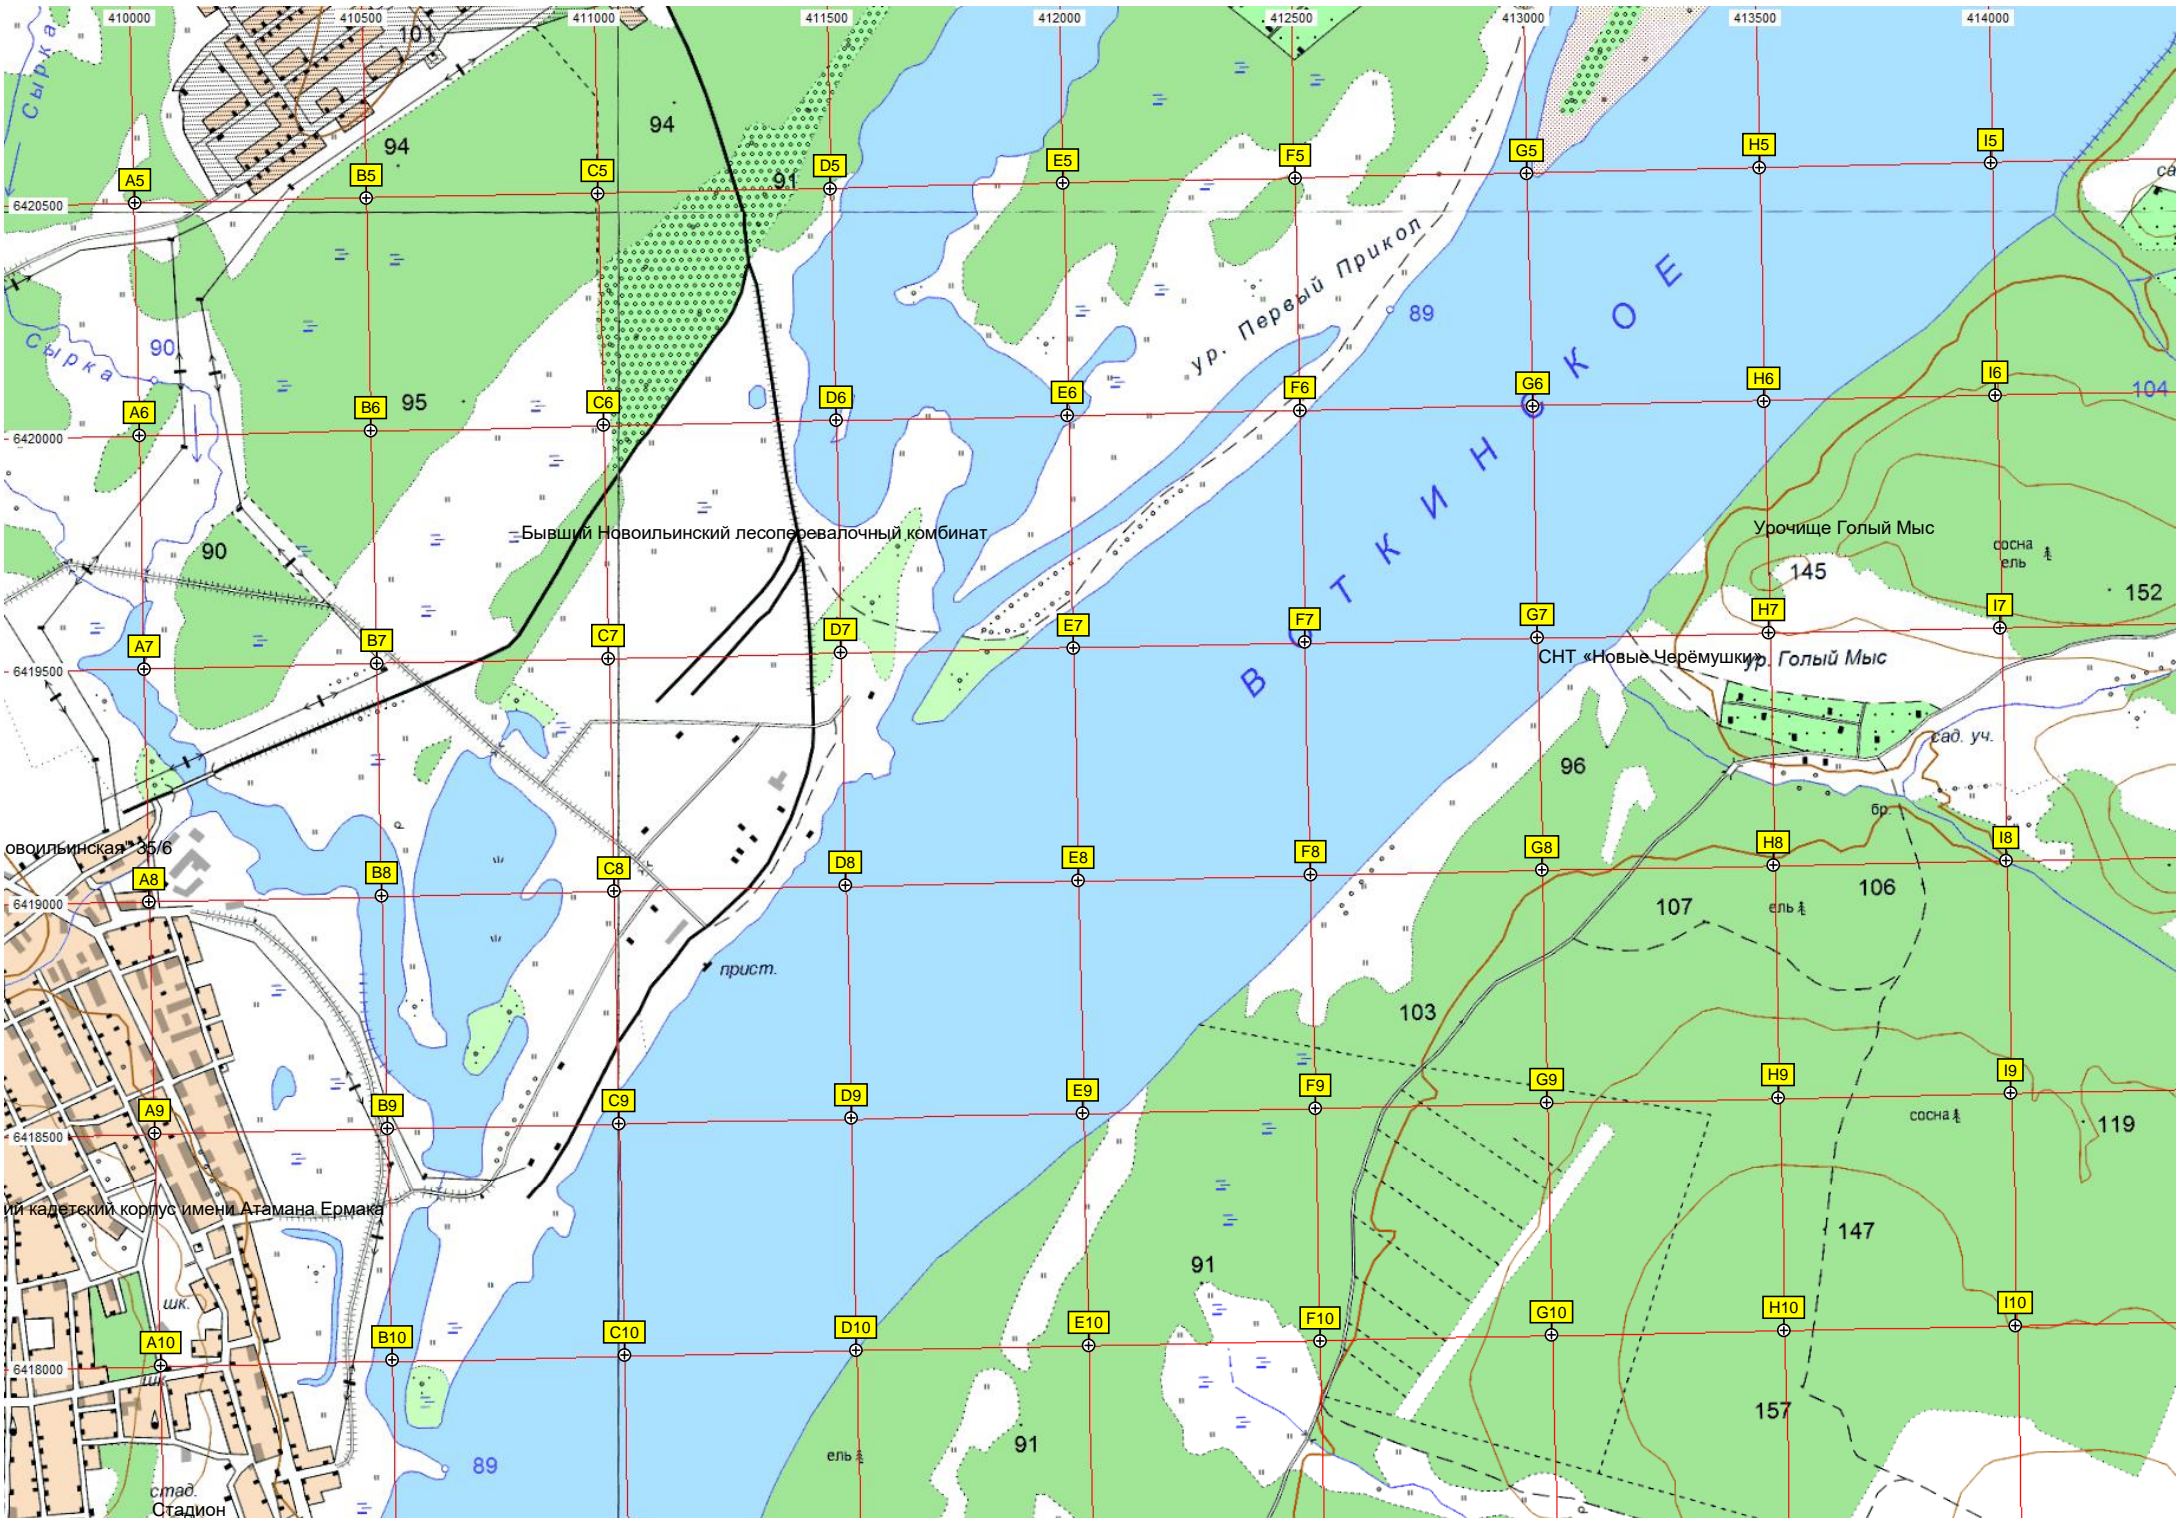 410000 410500 411000 411500 412000 412500 413000 413500 414000
Сырка
101
94
94
91
A5 B5 C5 D5 E5 F5 G5 H5 I5
са
6420500
ур. Первый Прикол
89
Сырка
90
104
A6 B6 C6 D6 E6 F6 G6 H6 I6
95
6420000
ВТКИНКОЕ
Бывший Новоильинский лесоперевалочный комбинат
Урочище Голый Мыс
90
сосна
ель
145
152
A7 B7 C7 D7 E7 F7 G7 H7 I7
6419500
СНТ «Новые Черёмушки»
ур. Голый Мыс
сад. уч.
96
бр.
овоильинская" 35/6
A8 B8 C8 D8 E8 F8 G8 H8 I8
6419000
107
ель
106
прист.
103
A9 B9 C9 D9 E9 F9 G9 H9 I9
сосна
119
6418500
ий кадетский корпус имени Атамана Ермака
147
91
шк.
A10 B10 C10 D10 E10 F10 G10 H10 I10
6418000
шк.
157
91
ель
89
стад.
Стадион